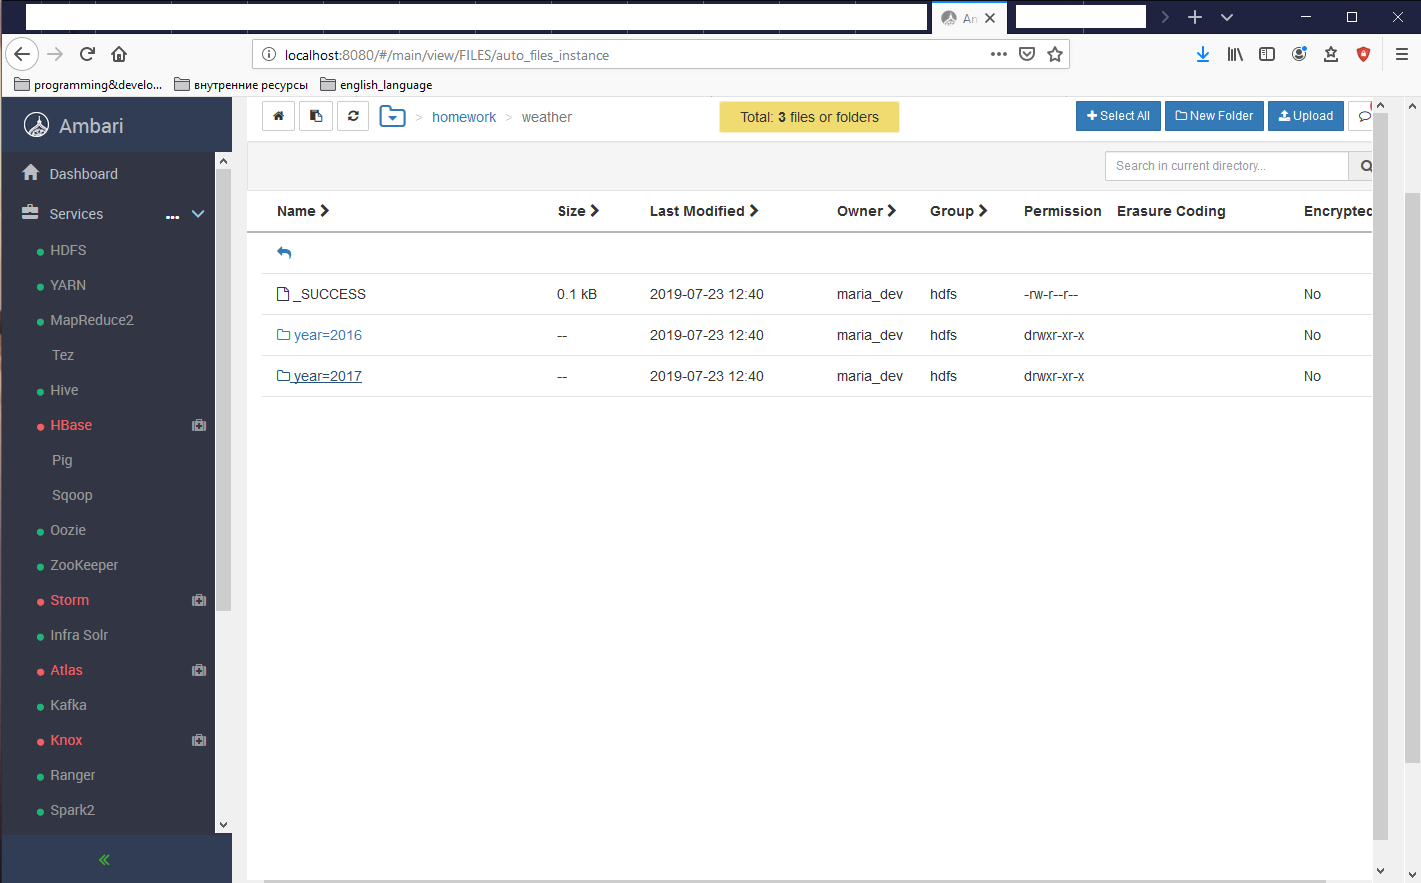 An
localhost:8080/#/main/view/FILES/auto_files_instance
programming&develo... внутренние ресурсы english_language
Ambari
> homework > weather
Total: 3 files or folders
Select All New Folder Upload
Dashboard
Search in current directory...
Services ...
Name Size Last Modified Owner Group Permission Erasure Coding Encrypted
HDFS
YARN
_SUCCESS 0.1 kB 2019-07-23 12:40 maria_dev hdfs -rw-r--r-- No
MapReduce2
year=2016 -- 2019-07-23 12:40 maria_dev hdfs drwxr-xr-x No
Tez
year=2017 -- 2019-07-23 12:40 maria_dev hdfs drwxr-xr-x No
Hive
HBase
Pig
Sqoop
Oozie
ZooKeeper
Storm
Infra Solr
Atlas
Kafka
Knox
Ranger
Spark2